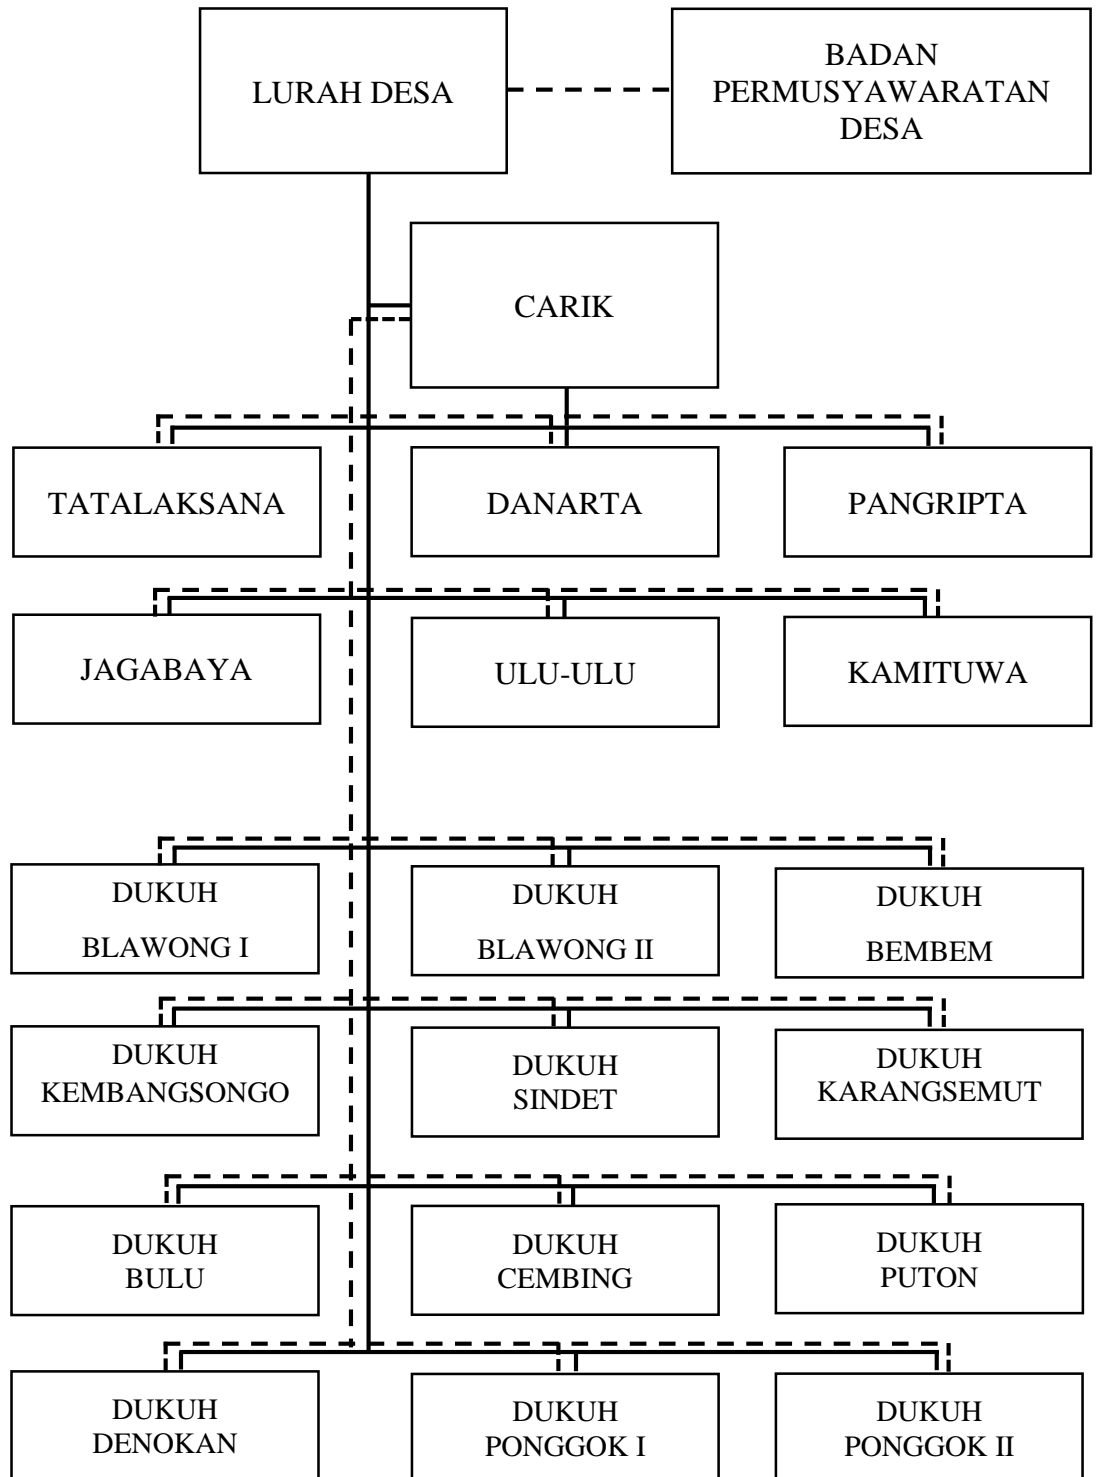 LURAH DESA
BADAN
PERMUSYAWARATAN
DESA
CARIK
TATALAKSANA
DANARTA
PANGRIPTA
JAGABAYA
ULU-ULU
KAMITUWA
DUKUH
BLAWONG I
DUKUH
BLAWONG II
DUKUH
BEMBEM
DUKUH
KEMBANGSONGO
DUKUH
SINDET
DUKUH
KARANGSEMUT
DUKUH
BULU
DUKUH
CEMBING
DUKUH
PUTON
DUKUH
DENOKAN
DUKUH
PONGGOK I
DUKUH
PONGGOK II